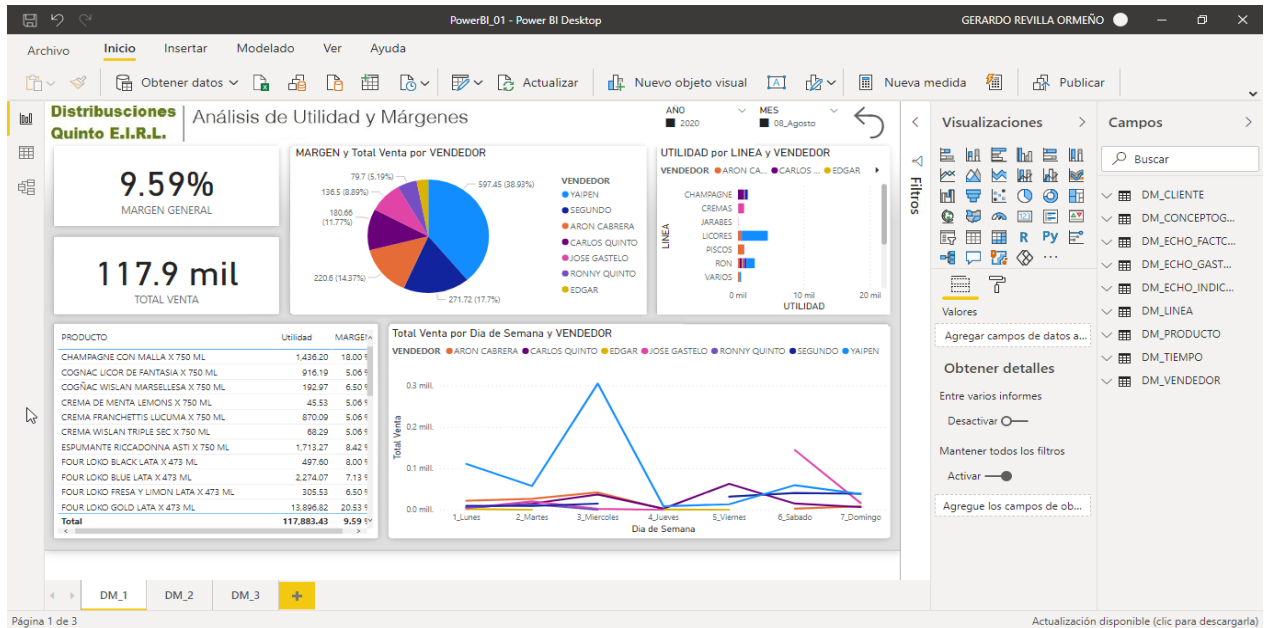 PowerBI_01 - Power BI Desktop
GERARDO REVILLA ORMEÑO
Archivo Inicio Insertar Modelado Ver Ayuda
Obtener datos Actualizar Nuevo objeto visual Nueva medida Publicar
Distribusciones
Quinto E.I.R.L.
Análisis de Utilidad y Márgenes
AÑO
2020
MES
08_Agosto
9.59%
MARGEN GENERAL
117.9 mil
TOTAL VENTA
MARGEN y Total Venta por VENDEDOR
79.7 (5.19%)
136.5 (8.89%)
180.66
(11.77%)
220.6 (14.37%)
271.72 (17.7%)
597.45 (38.93%)
VENDEDOR
YAIPEN
SEGUNDO
ARON CABRERA
CARLOS QUINTO
JOSE GASTELO
RONNY QUINTO
EDGAR
UTILIDAD por LINEA y VENDEDOR
VENDEDOR ARON CA... CARLOS ... EDGAR
LINEA
CHAMPAGNE
CREMAS
JARABES
LICORES
PISCOS
RON
VARIOS
0 mil 10 mil 20 mil
UTILIDAD
PRODUCTO Utilidad MARGEN
CHAMPAGNE CON MALLA X 750 ML 1,436.20 18.00 %
COGNAC LICOR DE FANTASIA X 750 ML 916.19 5.06 %
COGÑAC WISLAN MARSELLESA X 750 ML 192.97 6.50 %
CREMA DE MENTA LEMONS X 750 ML 45.53 5.06 %
CREMA FRANCHETTIS LUCUMA X 750 ML 870.09 5.06 %
CREMA WISLAN TRIPLE SEC X 750 ML 68.29 5.06 %
ESPUMANTE RICCADONNA ASTI X 750 ML 1,713.27 8.42 %
FOUR LOKO BLACK LATA X 473 ML 497.60 8.00 %
FOUR LOKO BLUE LATA X 473 ML 2,274.07 7.13 %
FOUR LOKO FRESA Y LIMON LATA X 473 ML 305.53 6.50 %
FOUR LOKO GOLD LATA X 473 ML 13,896.82 20.53 %
Total 117,883.43 9.59 %
Total Venta por Dia de Semana y VENDEDOR
VENDEDOR ARON CABRERA CARLOS QUINTO EDGAR JOSE GASTELO RONNY QUINTO SEGUNDO YAIPEN
Total Venta
0.3 mill.
0.2 mill.
0.1 mill.
0.0 mill.
1_Lunes 2_Martes 3_Miercoles 4_Jueves 5_Viernes 6_Sabado 7_Domingo
Dia de Semana
Filtros
Visualizaciones
R Py
Valores
Agregar campos de datos a...
Obtener detalles
Entre varios informes
Desactivar
Mantener todos los filtros
Activar
Agregue los campos de ob...
Campos
Buscar
DM_CLIENTE
DM_CONCEPTOG...
DM_ECHO_FACTC...
DM_ECHO_GAST...
DM_ECHO_INDIC...
DM_LINEA
DM_PRODUCTO
DM_TIEMPO
DM_VENDEDOR
DM_1 DM_2 DM_3
Página 1 de 3
Actualización disponible (clic para descargarla)